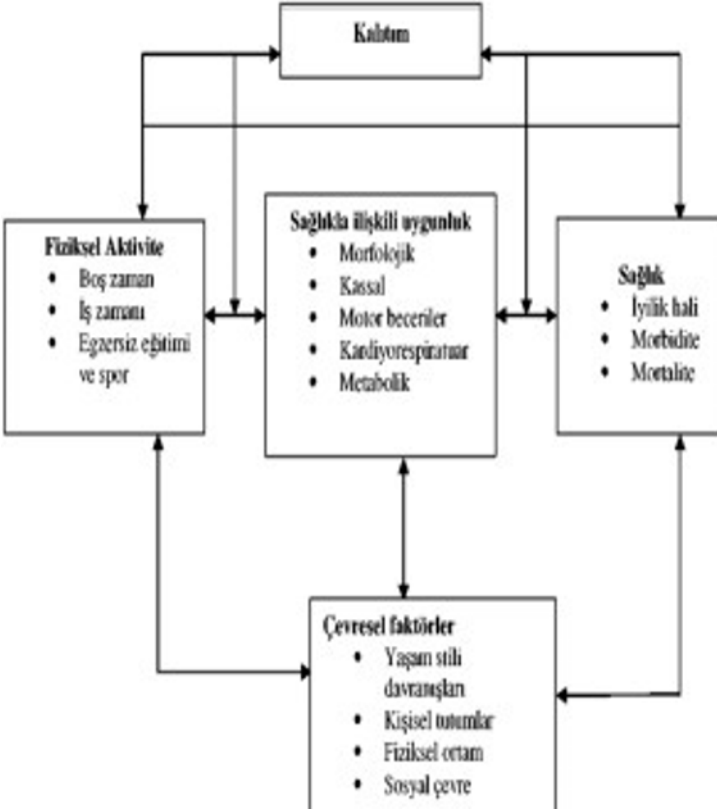 Kalıtım
Fiziksel Aktivite
• Boş zaman
• İş zamanı
• Egzersiz eğitimi
ve spor
Sağlıkla ilişkili uygunluk
• Morfolojik
• Kassal
• Motor beceriler
• Kardiyorespiratuar
• Metabolik
Sağlık
• İyilik hali
• Morbidite
• Mortalite
Çevresel faktörler
• Yaşam stili
davranışları
• Kişisel tutumlar
• Fiziksel ortam
• Sosyal çevre